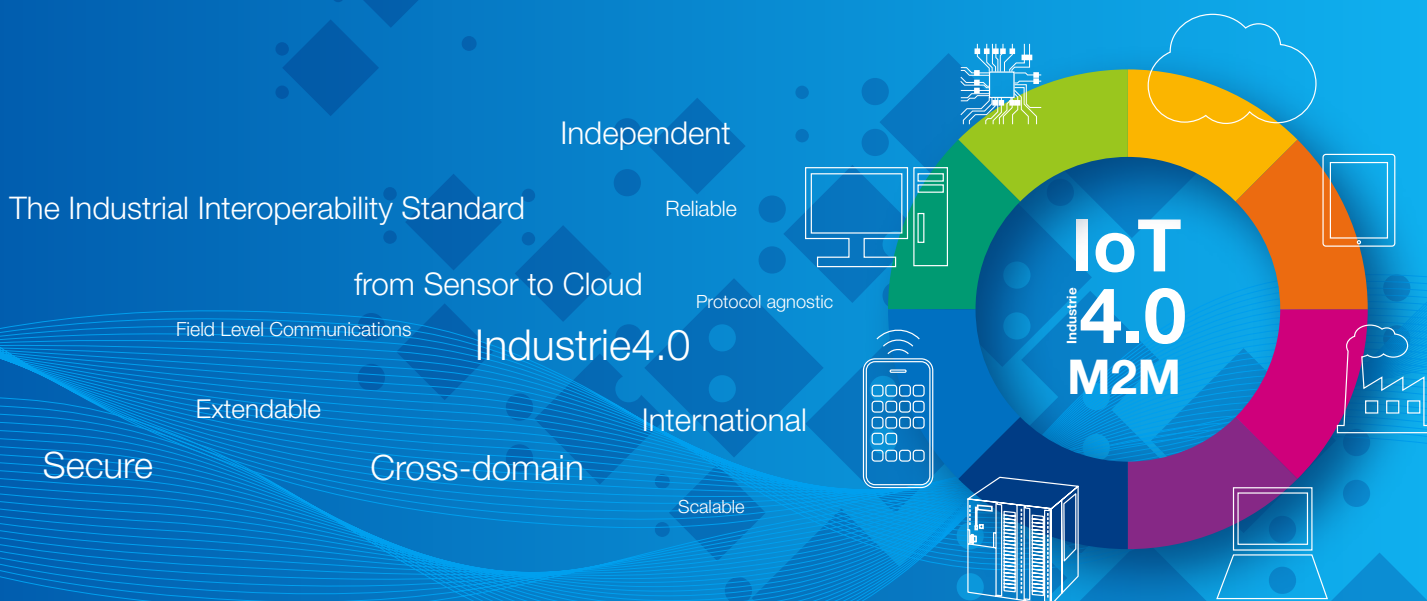 Independent
The Industrial Interoperability Standard
Reliable
from Sensor to Cloud
Protocol agnostic
Field Level Communications
Industrie4.0
Extendable
International
Secure
Cross-domain
Scalable
IoT
Industrie
4.0
M2M